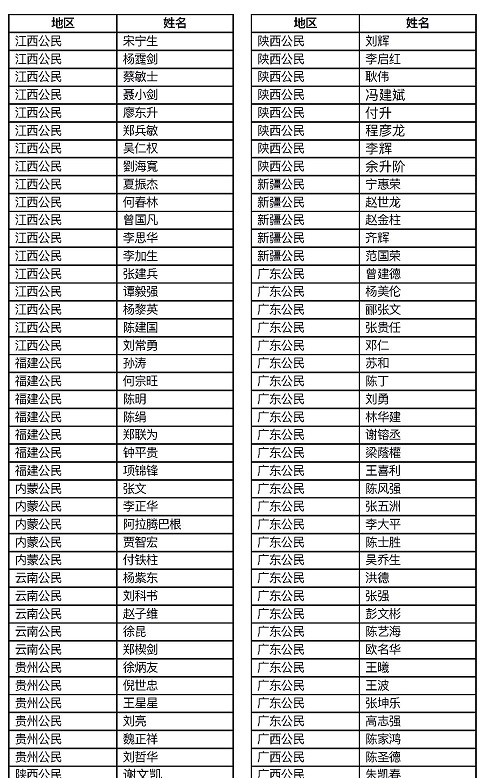 地区 姓名
江西公民 宋宁生
江西公民 杨霆剑
江西公民 蔡敏士
江西公民 聂小剑
江西公民 廖东升
江西公民 郑兵敏
江西公民 吴仁权
江西公民 劉海寬
江西公民 夏振杰
江西公民 何春林
江西公民 曾国凡
江西公民 李思华
江西公民 李加生
江西公民 张建兵
江西公民 谭毅强
江西公民 杨黎英
江西公民 陈建国
江西公民 刘常勇
福建公民 孙涛
福建公民 何宗旺
福建公民 陈明
福建公民 陈绢
福建公民 郑联为
福建公民 钟平贵
福建公民 项锦锋
内蒙公民 张文
内蒙公民 李正华
内蒙公民 阿拉腾巴根
内蒙公民 贾智宏
内蒙公民 付铁柱
云南公民 杨紫东
云南公民 刘科书
云南公民 赵子维
云南公民 徐昆
云南公民 郑楔剑
贵州公民 徐炳友
贵州公民 倪世忠
贵州公民 王星星
贵州公民 刘亮
贵州公民 魏正祥
贵州公民 刘哲华
陕西公民 谢文凯
地区 姓名
陕西公民 刘辉
陕西公民 李启红
陕西公民 耿伟
陕西公民 冯建斌
陕西公民 付升
陕西公民 程彦龙
陕西公民 李辉
陕西公民 余升阶
新疆公民 宁惠荣
新疆公民 赵世龙
新疆公民 赵金柱
新疆公民 齐辉
新疆公民 范国荣
广东公民 曾建德
广东公民 杨美伦
广东公民 郦张文
广东公民 张贵任
广东公民 邓仁
广东公民 苏和
广东公民 陈丁
广东公民 刘勇
广东公民 林华建
广东公民 谢镕丞
广东公民 梁蔭權
广东公民 王喜利
广东公民 陈风强
广东公民 张五洲
广东公民 李大平
广东公民 陈士胜
广东公民 吴乔生
广东公民 洪德
广东公民 张强
广东公民 彭文彬
广东公民 陈艺海
广东公民 欧名华
广东公民 王曦
广东公民 王波
广东公民 张坤乐
广东公民 高志强
广西公民 陈家鸿
广西公民 陈圣德
广西公民 朱凯春